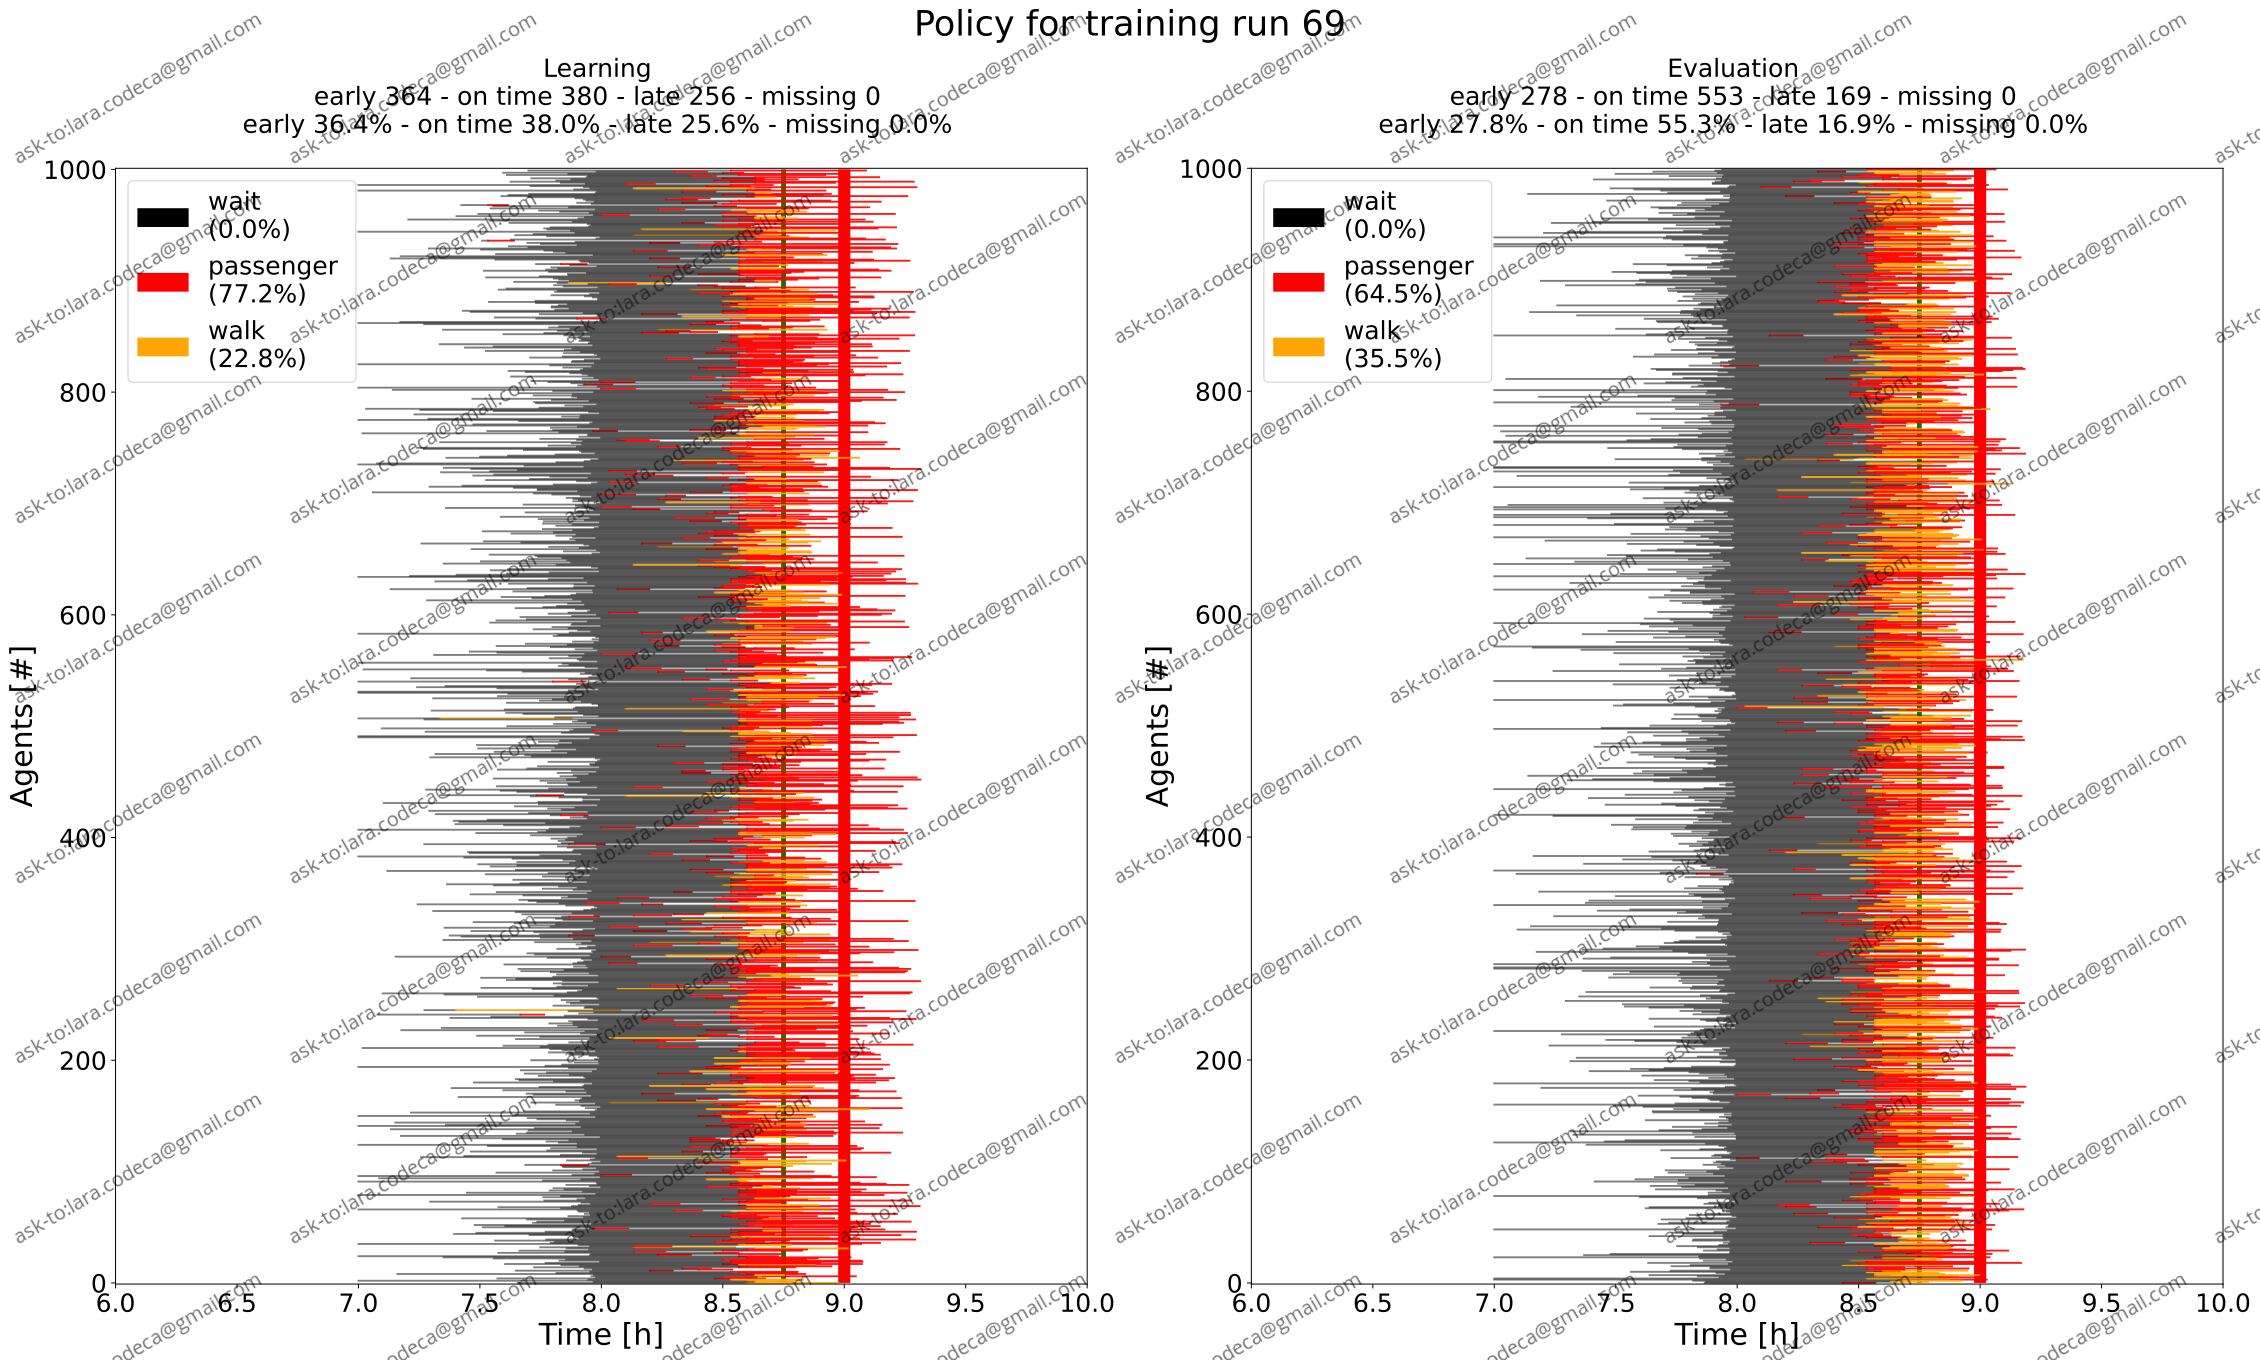 Policy for training run 69
Learning
early 364 - on time 380 - late 256 - missing 0
early 36.4% - on time 38.0% - late 25.6% - missing 0.0%
1000
800
600
400
200
0
wait
(0.0%)
passenger
(77.2%)
walk
(22.8%)
Agents [#]
6.0 6.5 7.0 7.5 8.0 8.5 9.0 9.5 10.0
Time [h]
Evaluation
early 278 - on time 553 - late 169 - missing 0
early 27.8% - on time 55.3% - late 16.9% - missing 0.0%
1000
800
600
400
200
0
wait
(0.0%)
passenger
(64.5%)
walk
(35.5%)
Agents [#]
6.0 6.5 7.0 7.5 8.0 8.5 9.0 9.5 10.0
Time [h]
ask-to:lara.codeca@gmail.com